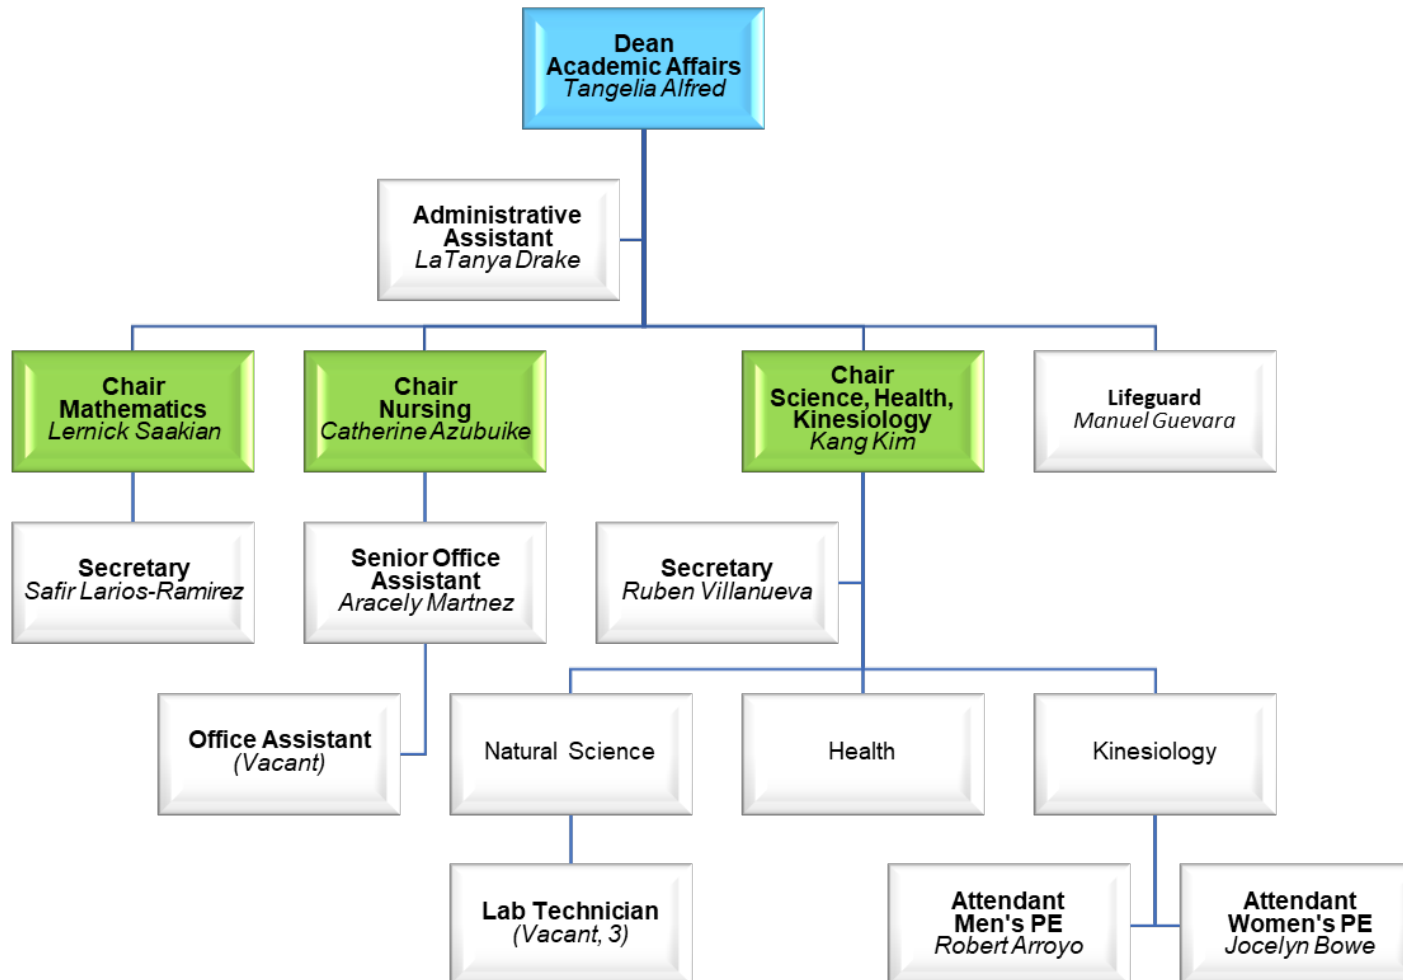 Dean
Academic Affairs
Tangelia Alfred
Administrative
Assistant
LaTanya Drake
Chair
Mathematics
Lernick Saakian
Chair
Nursing
Catherine Azubuike
Chair
Science, Health,
Kinesiology
Kang Kim
Lifeguard
Manuel Guevara
Secretary
Safir Larios-Ramirez
Senior Office
Assistant
Aracely Martnez
Secretary
Ruben Villanueva
Office Assistant
(Vacant)
Natural Science
Health
Kinesiology
Lab Technician
(Vacant, 3)
Attendant
Men's PE
Robert Arroyo
Attendant
Women's PE
Jocelyn Bowe